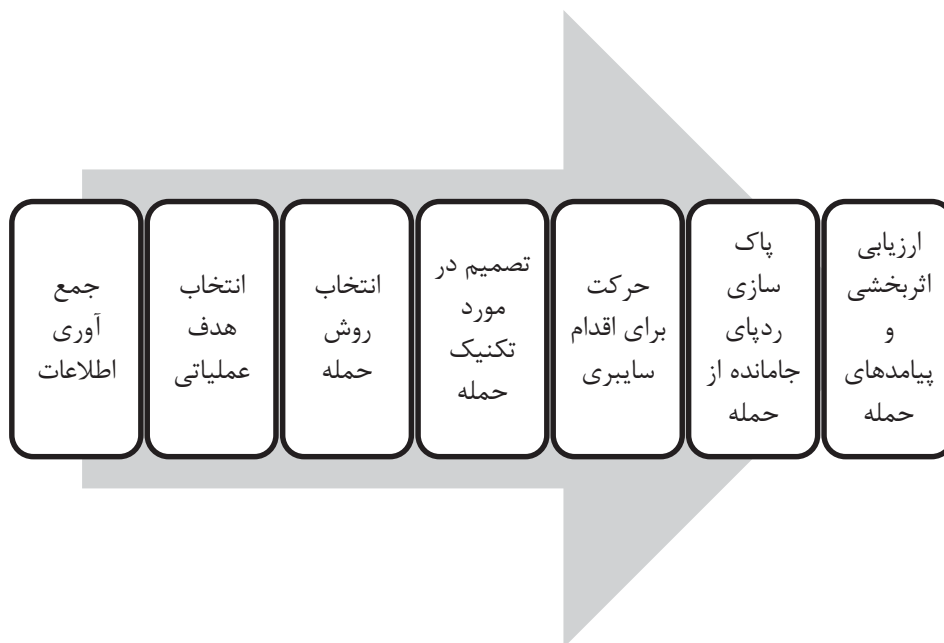 جمع
آوری
اطلاعات
انتخاب
هدف
عملیاتی
انتخاب
روش
حمله
تصمیم در
مورد
تکنیک
حمله
حرکت
برای اقدام
سایبری
پاک
سازی
ردپای
جامانده از
حمله
ارزیابی
اثربخشی
و
پیامدهای
حمله